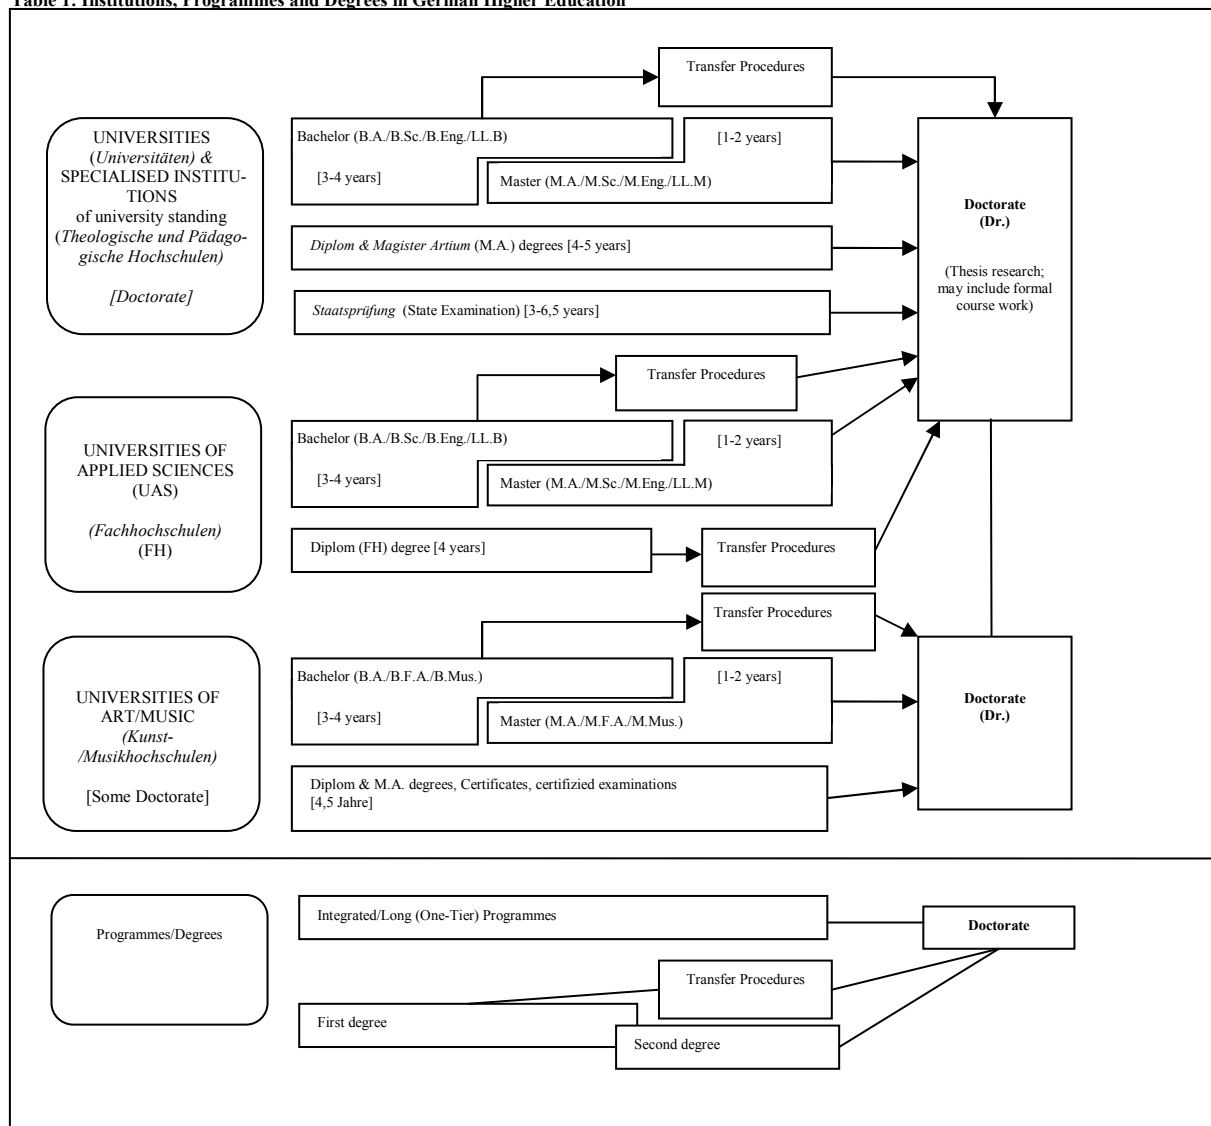 Table 1: Institutions, Programmes and Degrees in German Higher Education
Transfer Procedures
UNIVERSITIES
(Universitäten) &
SPECIALISED INSTITU-
TIONS
of university standing
(Theologische und Pädago-
gische Hochschulen)
[Doctorate]
Bachelor (B.A./B.Sc./B.Eng./LL.B)
[3-4 years]
[1-2 years]
Master (M.A./M.Sc./M.Eng./LL.M)
Diplom & Magister Artium (M.A.) degrees [4-5 years]
Staatsprüfung (State Examination) [3-6,5 years]
Doctorate
(Dr.)
(Thesis research;
may include formal
course work)
Transfer Procedures
UNIVERSITIES OF
APPLIED SCIENCES
(UAS)
(Fachhochschulen)
(FH)
Bachelor (B.A./B.Sc./B.Eng./LL.B)
[3-4 years]
[1-2 years]
Master (M.A./M.Sc./M.Eng./LL.M)
Diplom (FH) degree [4 years]
Transfer Procedures
Transfer Procedures
UNIVERSITIES OF
ART/MUSIC
(Kunst-
/Musikhochschulen)
[Some Doctorate]
Bachelor (B.A./B.F.A./B.Mus.)
[3-4 years]
[1-2 years]
Master (M.A./M.F.A./M.Mus.)
Diplom & M.A. degrees, Certificates, certifizied examinations
[4,5 Jahre]
Doctorate
(Dr.)
Programmes/Degrees
Integrated/Long (One-Tier) Programmes
Doctorate
Transfer Procedures
First degree
Second degree